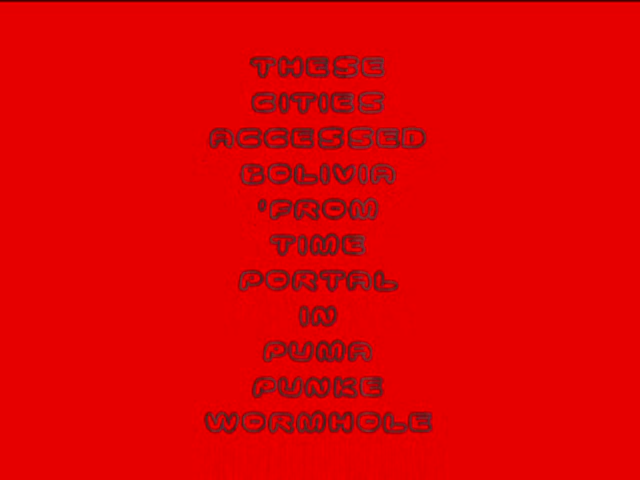 THESE
CITIES
ACCESSED
BOLIVIA
'FROM
TIME
PORTAL
IN
PUMA
PUNKE
WORMHOLE